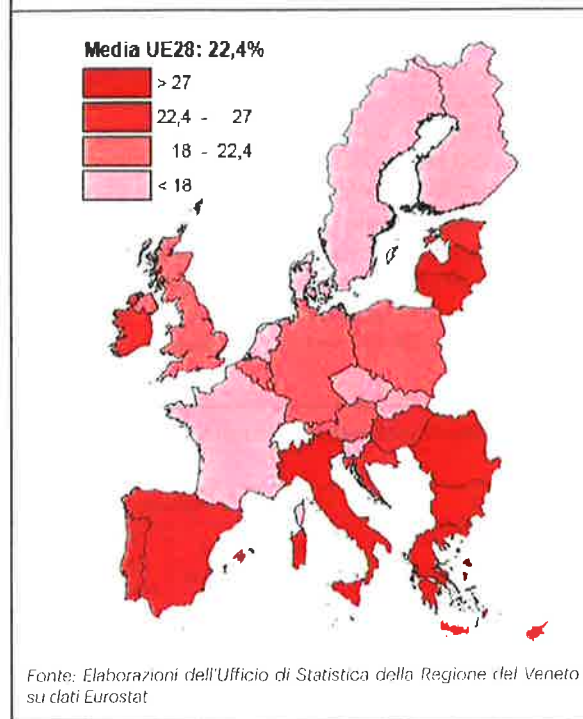 Media UE28: 22,4%
> 27
22,4 - 27
18 - 22,4
< 18
Fonte: Elaborazioni dell'Ufficio di Statistica della Regione del Veneto
su dati Eurostat